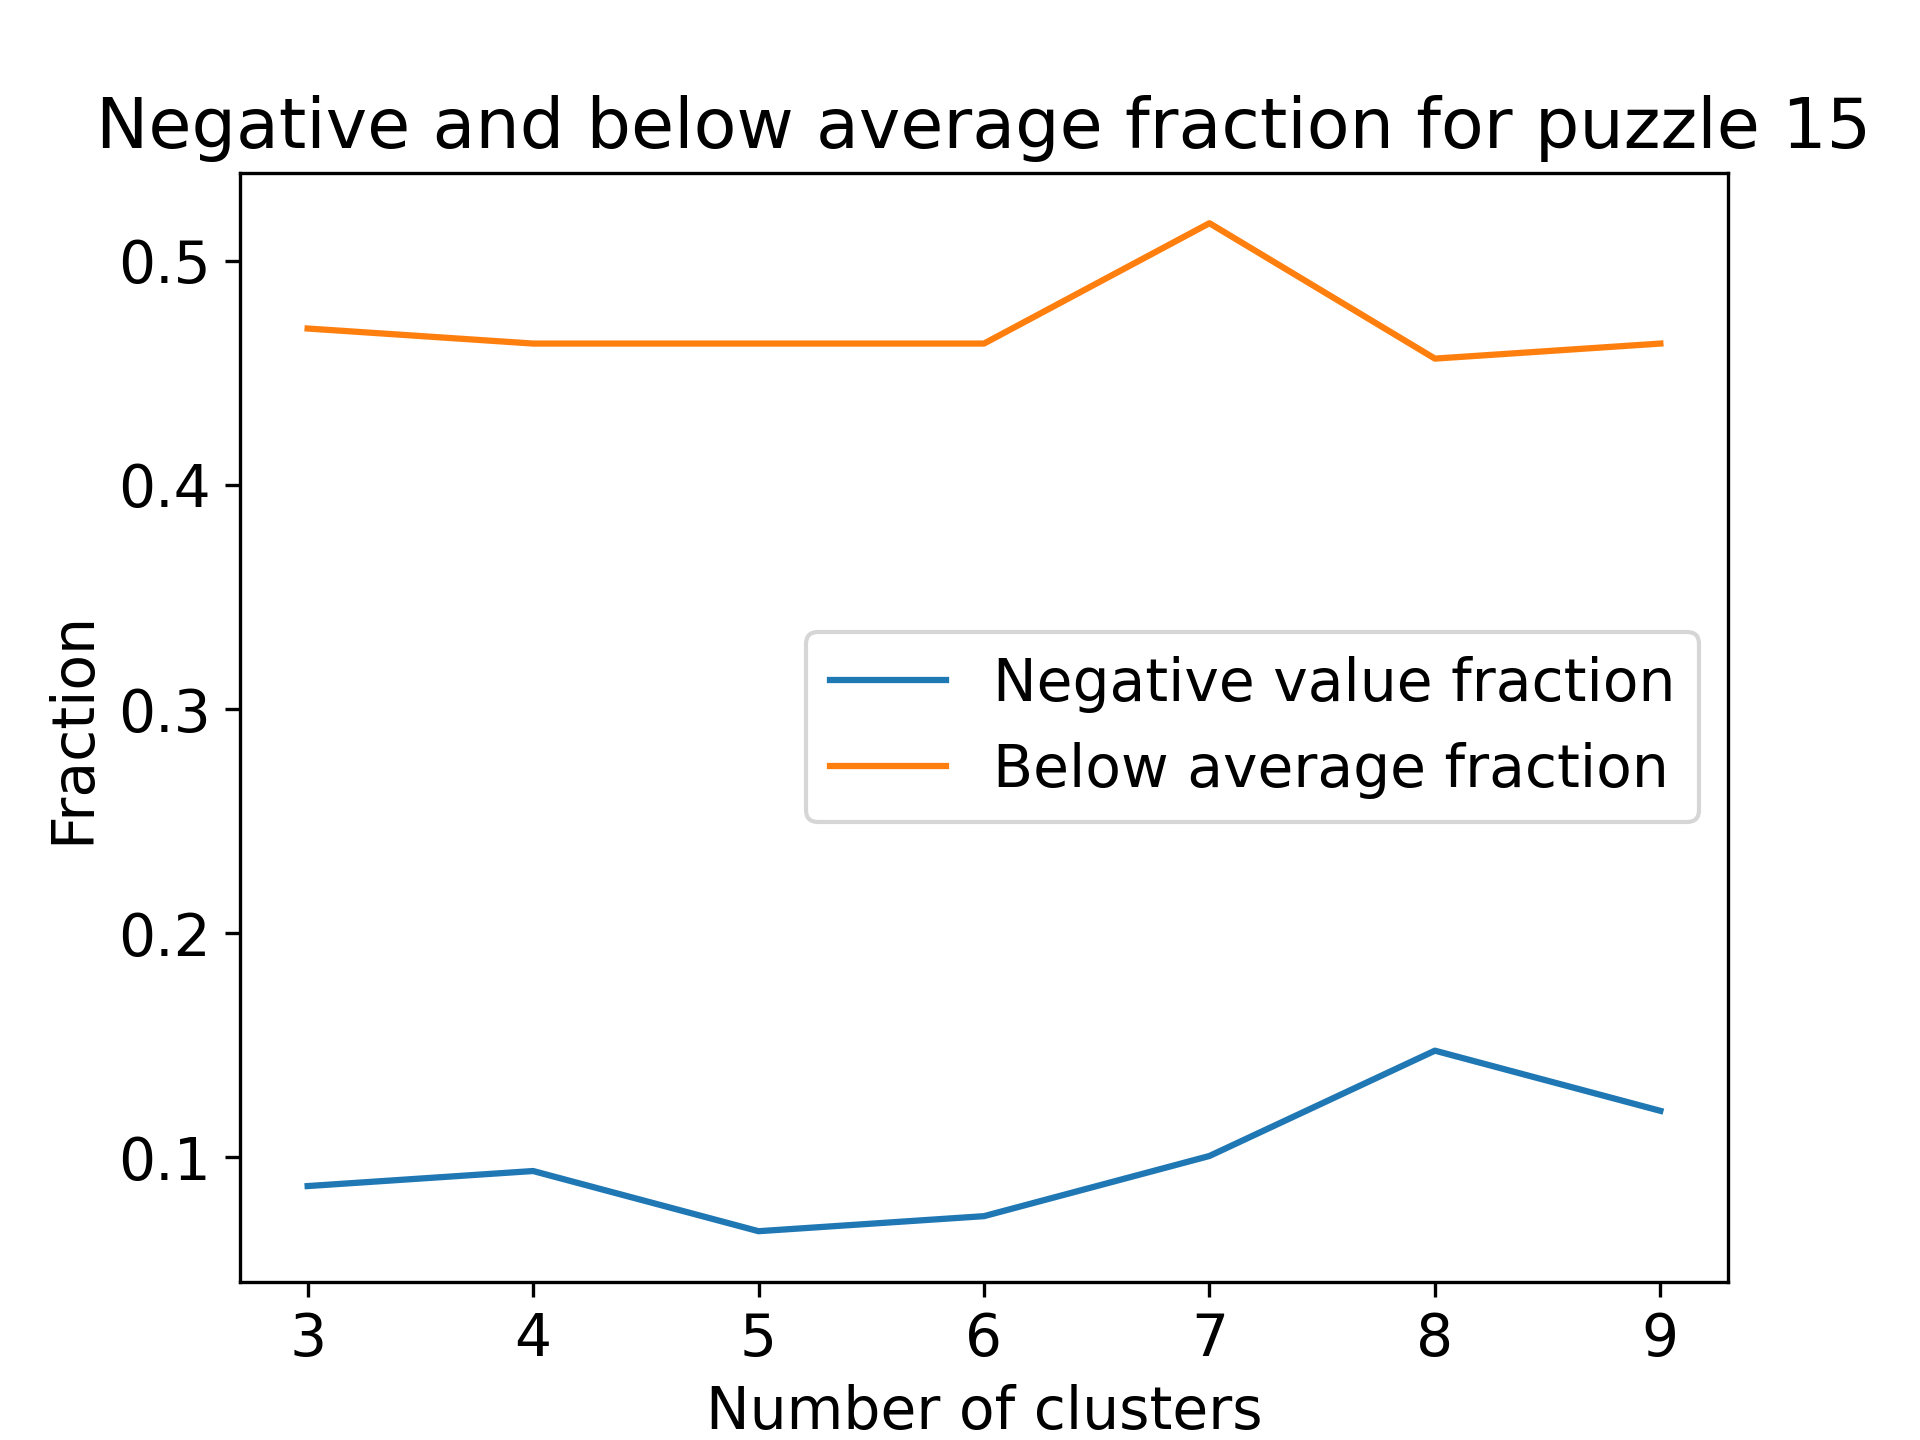 Negative and below average fraction for puzzle 15
0.5
0.4
0.3
0.2
0.1
Fraction
Negative value fraction
Below average fraction
3 4 5 6 7 8 9
Number of clusters